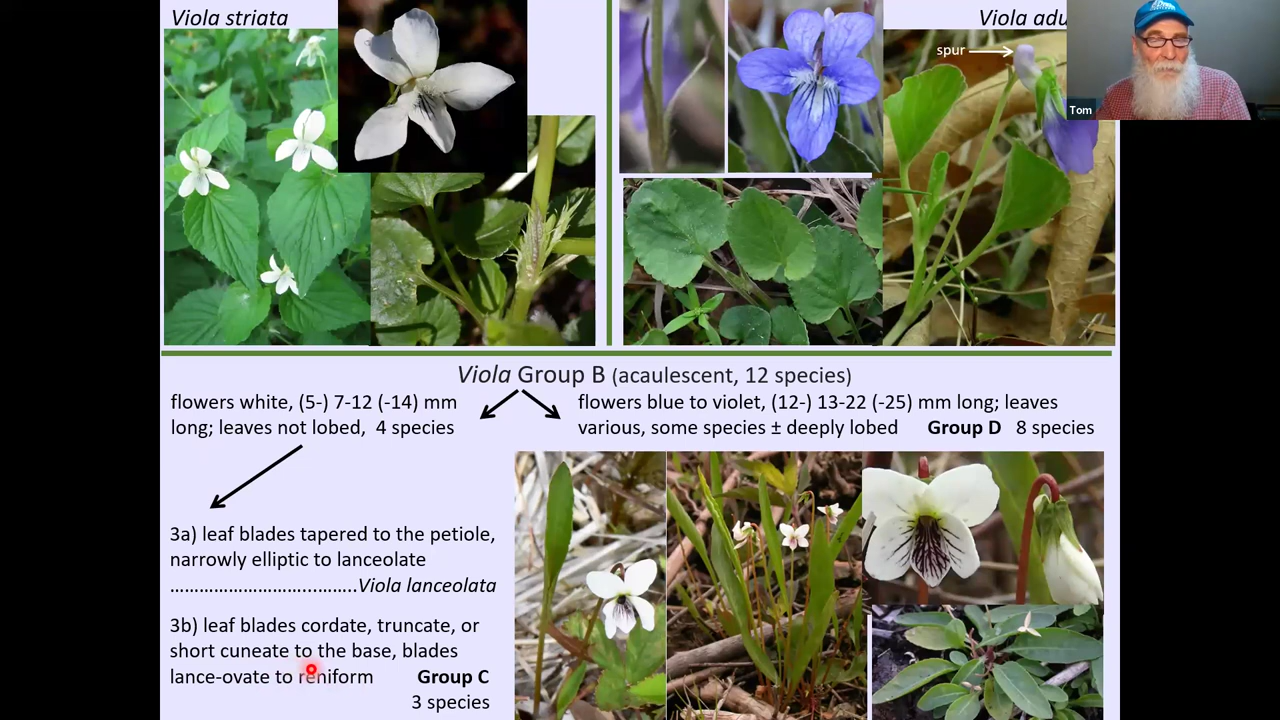 Viola striata
Viola adu
spur
Tom
Viola Group B (acaulescent, 12 species)
flowers white, (5-) 7-12 (-14) mm
long; leaves not lobed, 4 species
flowers blue to violet, (12-) 13-22 (-25) mm long; leaves
various, some species ± deeply lobed Group D 8 species
3a) leaf blades tapered to the petiole,
narrowly elliptic to lanceolate
………………………...……..Viola lanceolata
3b) leaf blades cordate, truncate, or
short cuneate to the base, blades
lance-ovate to reniform Group C
3 species